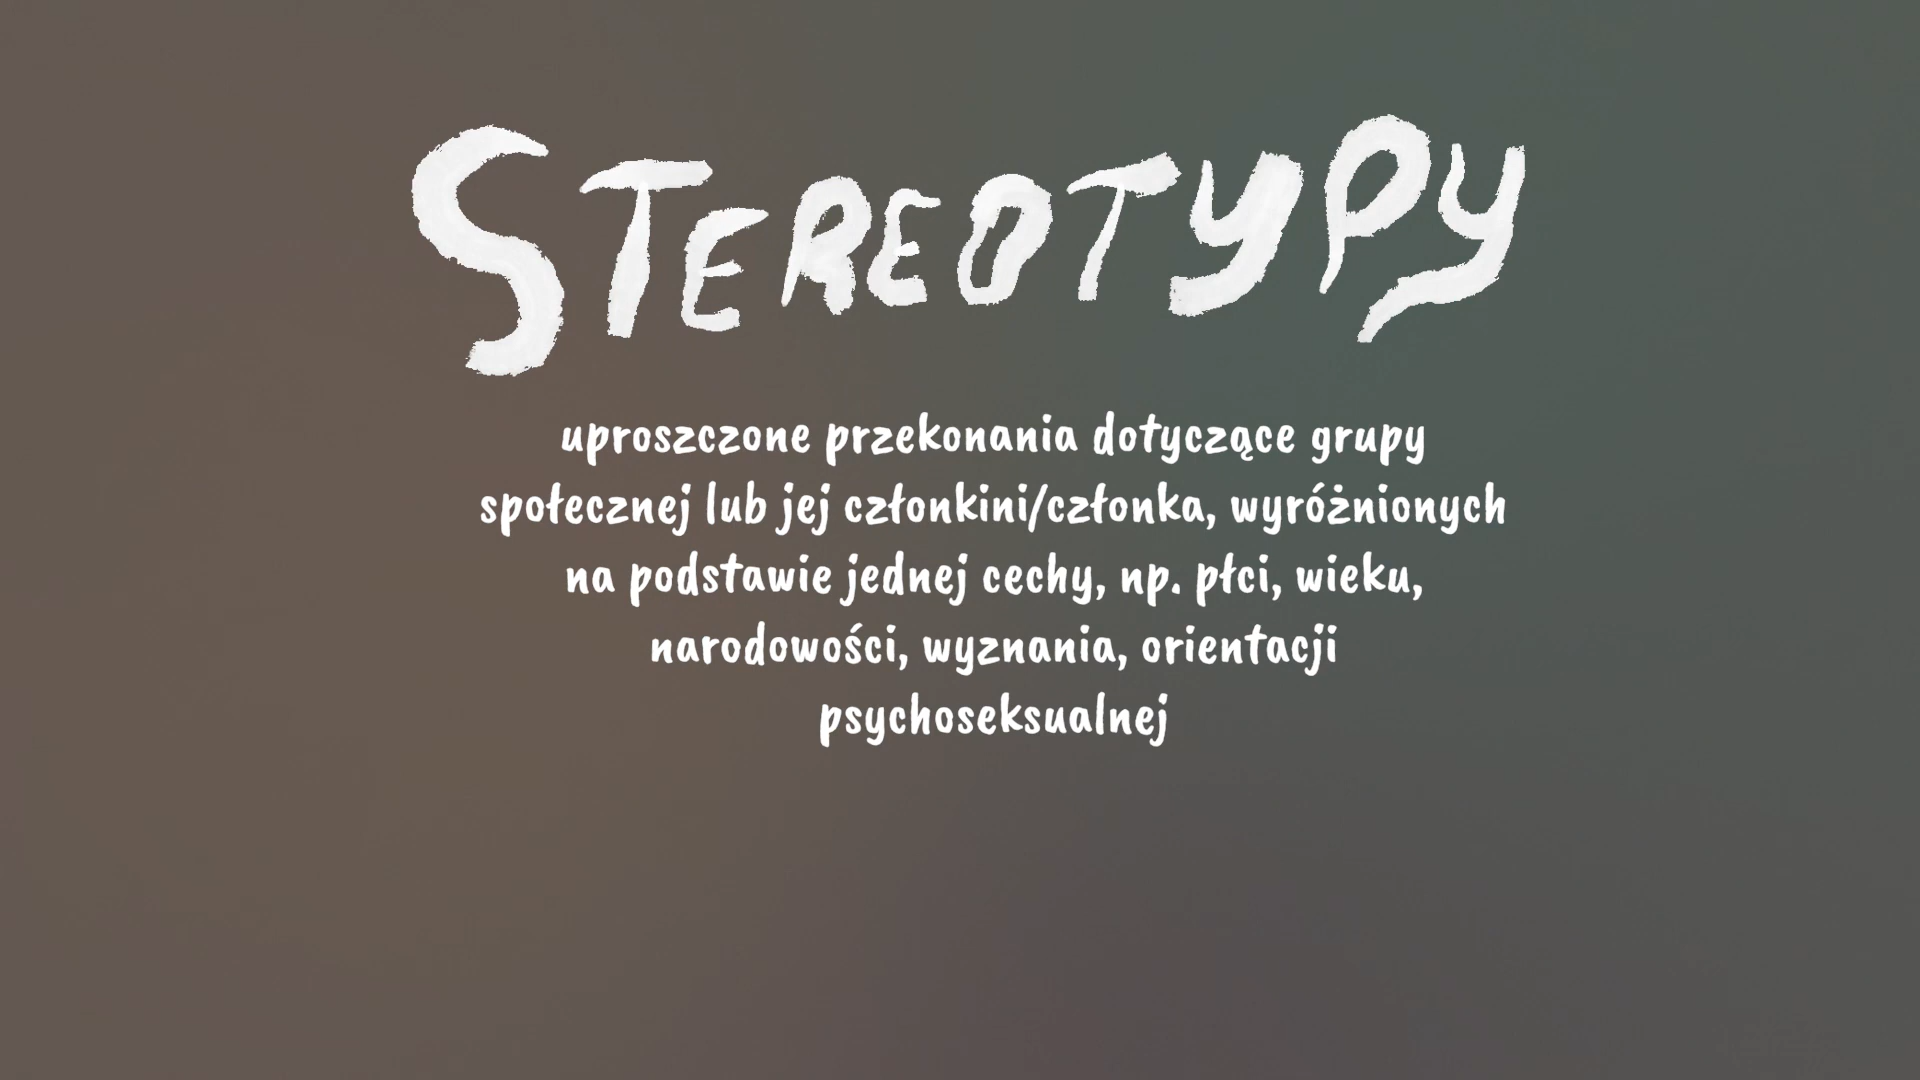 STEREOTYPY
uproszczone przekonania dotyczące grupy
społecznej lub jej członkini/członka, wyróżnionych
na podstawie jednej cechy, np. płci, wieku,
narodowości, wyznania, orientacji
psychoseksualnej